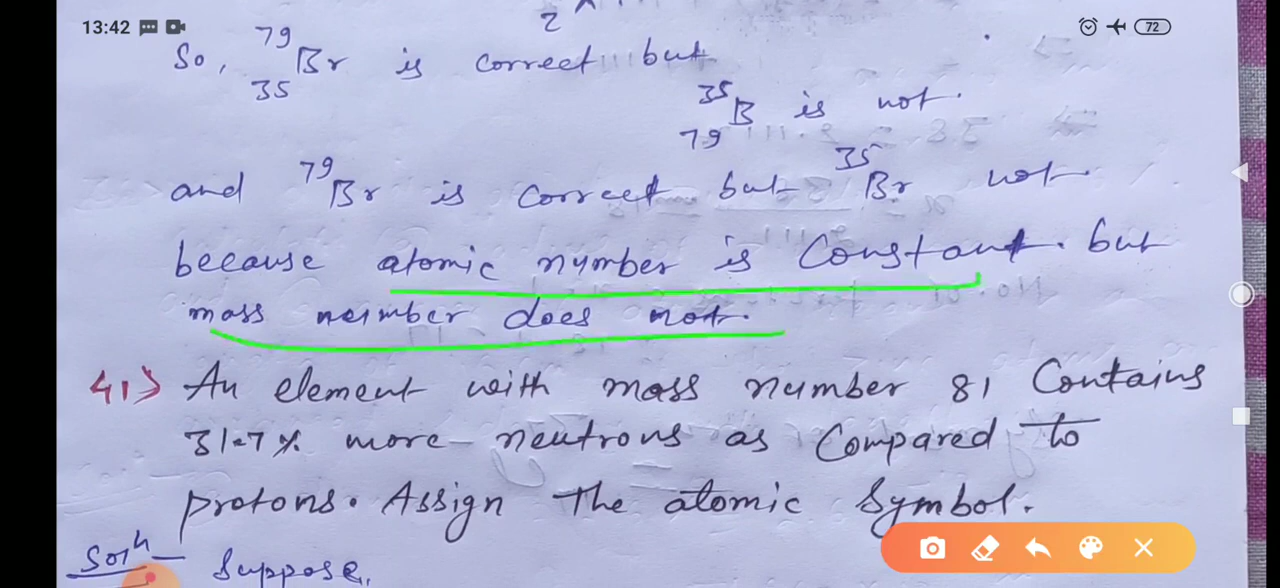 13:42
72
z
So, ⁷⁹₃₅Br is correct but
³⁵₇₉B is not.
and ⁷⁹Br is correct but ³⁵Br not.
because atomic number is Constant. but
mass number does not.
41) An element with mass number 81 Contains
31.7% more neutrons as Compared to
protons. Assign The atomic Symbol.
Solⁿ- Suppose,